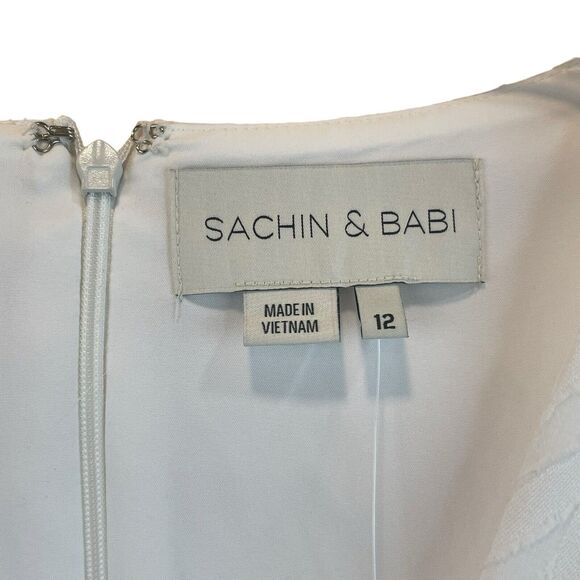 SACHIN & BABI
MADE IN
VIETNAM
12